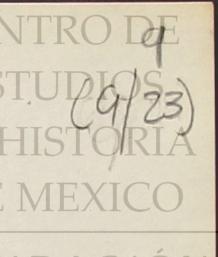 NTRO DE
9
STUDIOS
(9/23)
HISTORIA
E MEXICO